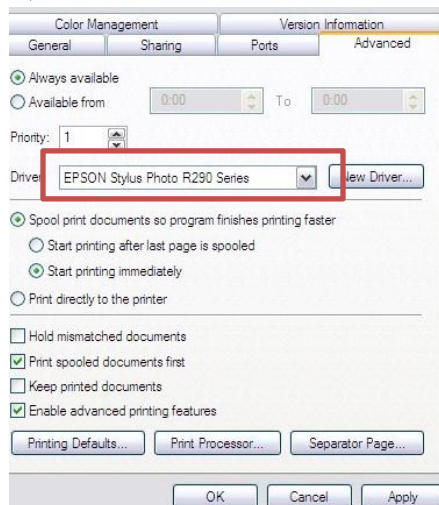 Color Management Version Information
General Sharing Ports Advanced
Always available
Available from 0:00 To 0:00
Priority: 1
Driver EPSON Stylus Photo R290 Series New Driver...
Spool print documents so program finishes printing faster
Start printing after last page is spooled
Start printing immediately
Print directly to the printer
Hold mismatched documents
Print spooled documents first
Keep printed documents
Enable advanced printing features
Printing Defaults... Print Processor... Separator Page...
OK Cancel Apply